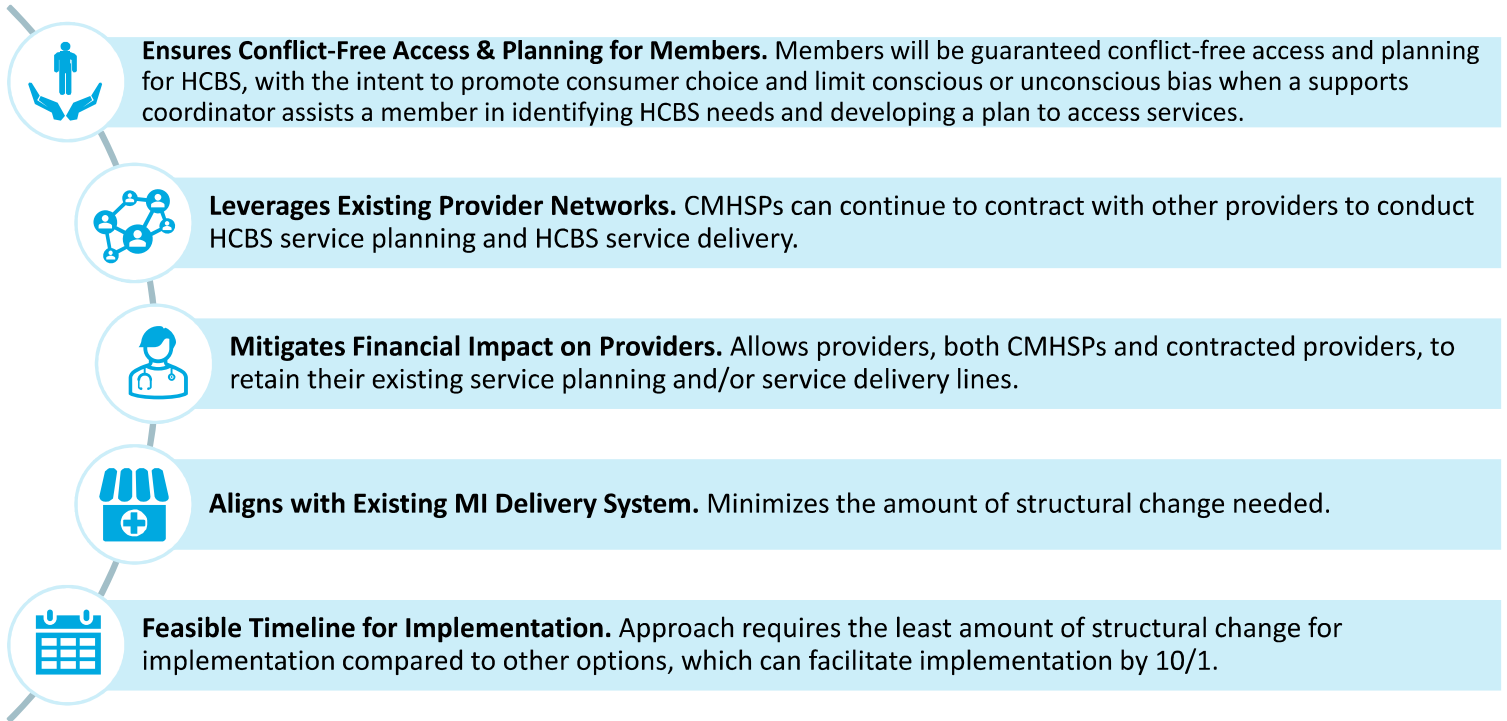 Ensures Conflict-Free Access & Planning for Members. Members will be guaranteed conflict-free access and planning
for HCBS, with the intent to promote consumer choice and limit conscious or unconscious bias when a supports
coordinator assists a member in identifying HCBS needs and developing a plan to access services.
Leverages Existing Provider Networks. CMHSPs can continue to contract with other providers to conduct
HCBS service planning and HCBS service delivery.
Mitigates Financial Impact on Providers. Allows providers, both CMHSPs and contracted providers, to
retain their existing service planning and/or service delivery lines.
Aligns with Existing MI Delivery System. Minimizes the amount of structural change needed.
Feasible Timeline for Implementation. Approach requires the least amount of structural change for
implementation compared to other options, which can facilitate implementation by 10/1.